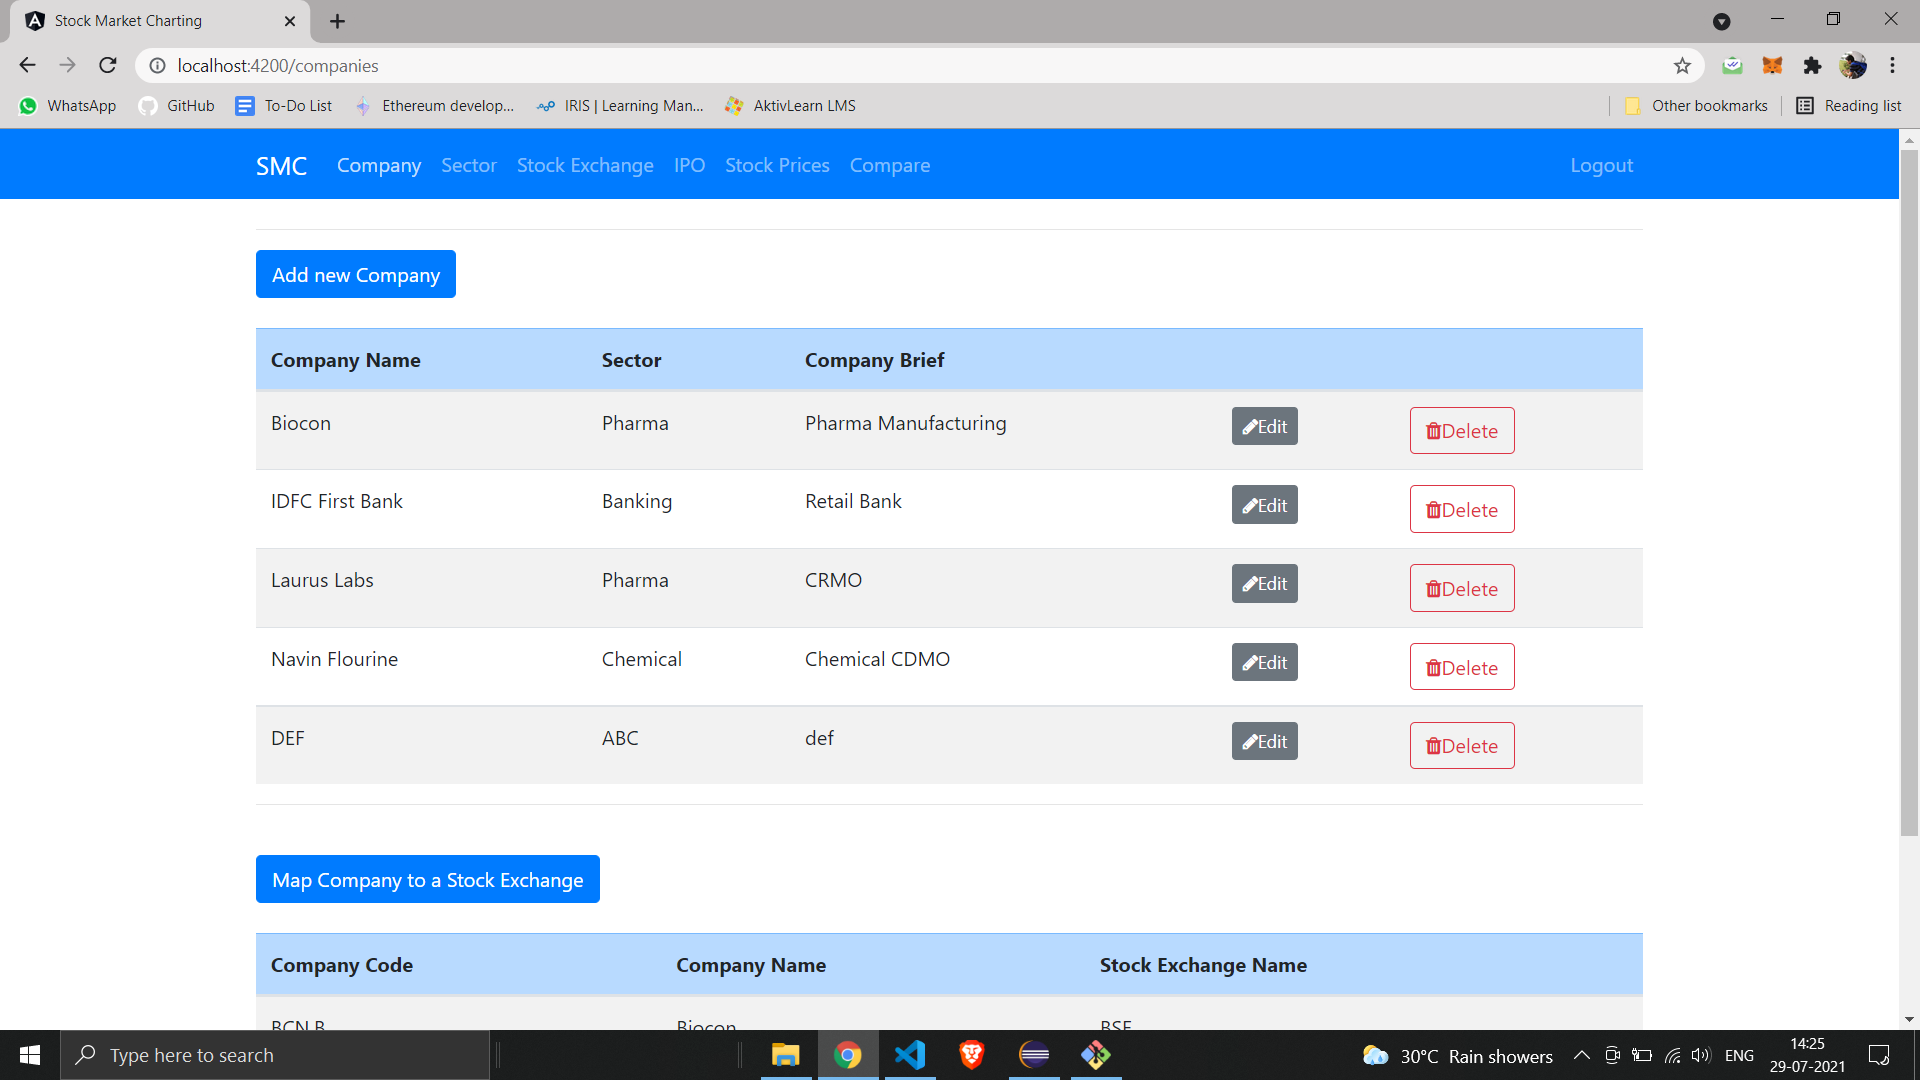 Stock Market Charting
localhost:4200/companies
WhatsApp GitHub To-Do List Ethereum develop... IRIS | Learning Man... AktivLearn LMS Other bookmarks Reading list
SMC Company Sector Stock Exchange IPO Stock Prices Compare Logout
Add new Company
Company Name Sector Company Brief
Biocon Pharma Pharma Manufacturing Edit Delete
IDFC First Bank Banking Retail Bank Edit Delete
Laurus Labs Pharma CRMO Edit Delete
Navin Flourine Chemical Chemical CDMO Edit Delete
DEF ABC def Edit Delete
Map Company to a Stock Exchange
Company Code Company Name Stock Exchange Name
BCN.B Biocon BSE
Type here to search 30°C Rain showers ENG 14:25
29-07-2021